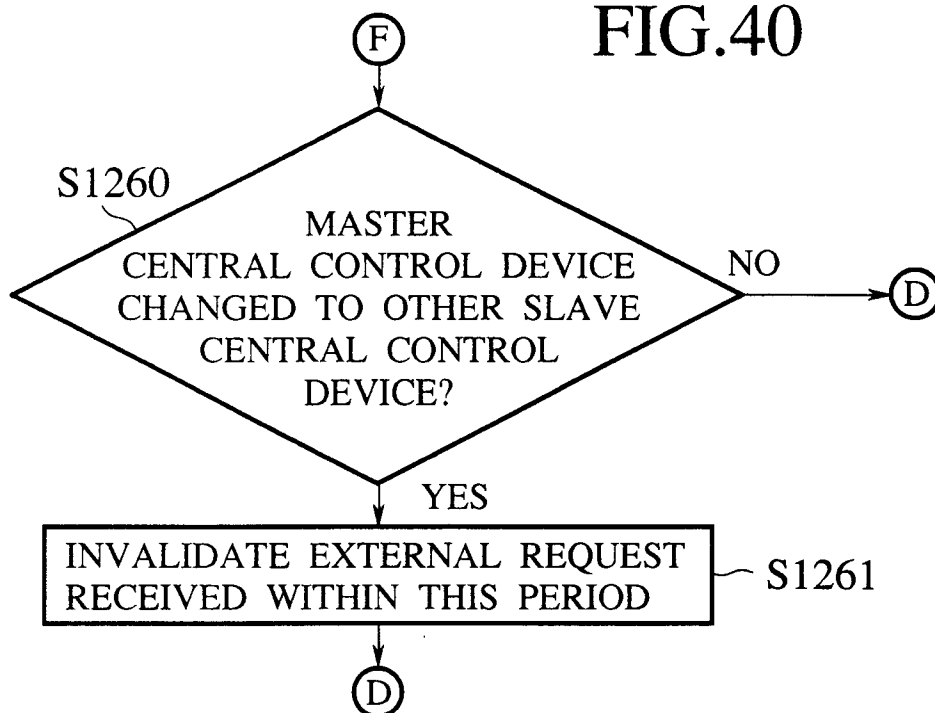 F
FIG.40
S1260
MASTER
CENTRAL CONTROL DEVICE
CHANGED TO OTHER SLAVE
CENTRAL CONTROL
DEVICE?
NO
D
YES
INVALIDATE EXTERNAL REQUEST
RECEIVED WITHIN THIS PERIOD
S1261
D